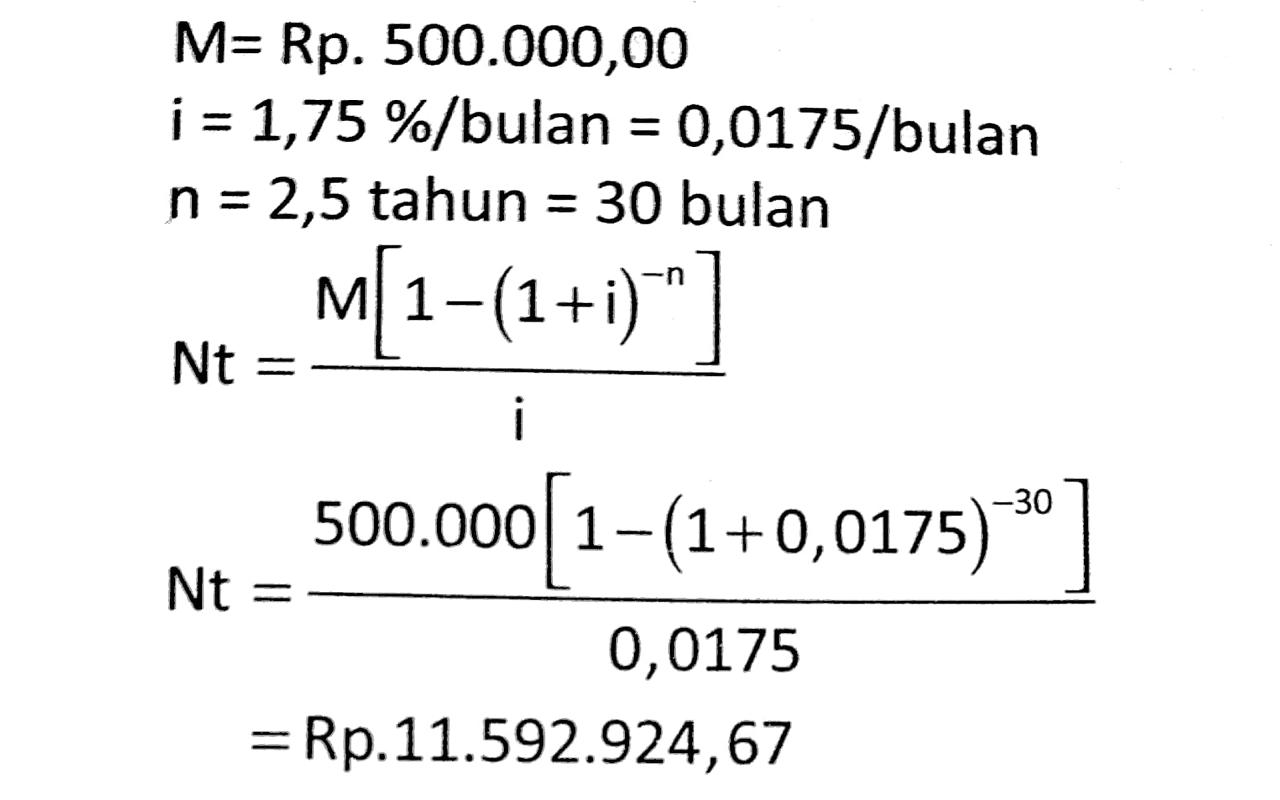 M= Rp. 500.000,00
i = 1,75 %/bulan = 0,0175/bulan
n = 2,5 tahun = 30 bulan
Nt = M[1−(1+i)⁻ⁿ] / i
Nt = 500.000[1−(1+0,0175)⁻³⁰] / 0,0175
= Rp.11.592.924,67